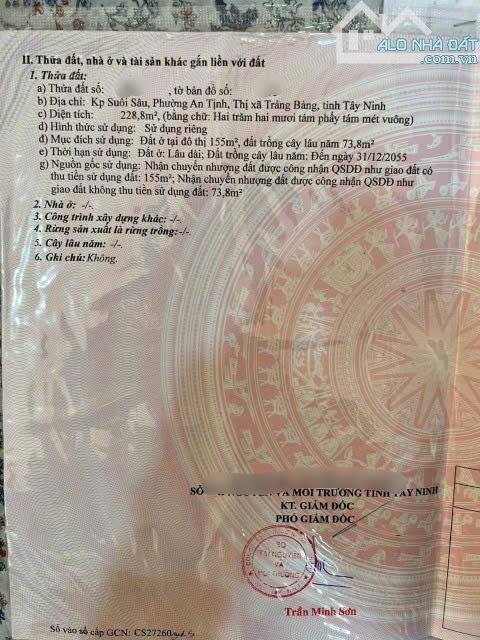 ALO NHÀ ĐẤT
II. Thửa đất, nhà ở và tài sản khác gắn liền với đất
1. Thửa đất:
a) Thửa đất số: , tờ bản đồ số:
b) Địa chỉ: Kp Suối Sâu, Phường An Tịnh, Thị xã Trảng Bàng, tỉnh Tây Ninh
c) Diện tích: 228,8m², (bằng chữ: Hai trăm hai mươi tám phẩy tám mét vuông)
d) Hình thức sử dụng: Sử dụng riêng
đ) Mục đích sử dụng: Đất ở tại đô thị 155m², đất trồng cây lâu năm 73,8m²
e) Thời hạn sử dụng: Đất ở: Lâu dài; Đất trồng cây lâu năm: Đến ngày 31/12/2055
g) Nguồn gốc sử dụng: Nhận chuyển nhượng đất được công nhận QSDĐ như giao đất có
thu tiền sử dụng đất: 155m²; Nhận chuyển nhượng đất được công nhận QSDĐ như
giao đất không thu tiền sử dụng đất: 73,8m²
2. Nhà ở: -/-.
3. Công trình xây dựng khác: -/-.
4. Rừng sản xuất là rừng trồng: -/-.
5. Cây lâu năm: -/-.
6. Ghi chú: Không.
SỞ NGUYÊN VÀ MÔI TRƯỜNG TỈNH TÂY NINH
KT. GIÁM ĐỐC
PHÓ GIÁM ĐỐC
SỞ
TÀI NGUYÊN
VÀ
MÔI TRƯỜNG
Trần Minh Sơn
Số vào sổ cấp GCN: CS27260